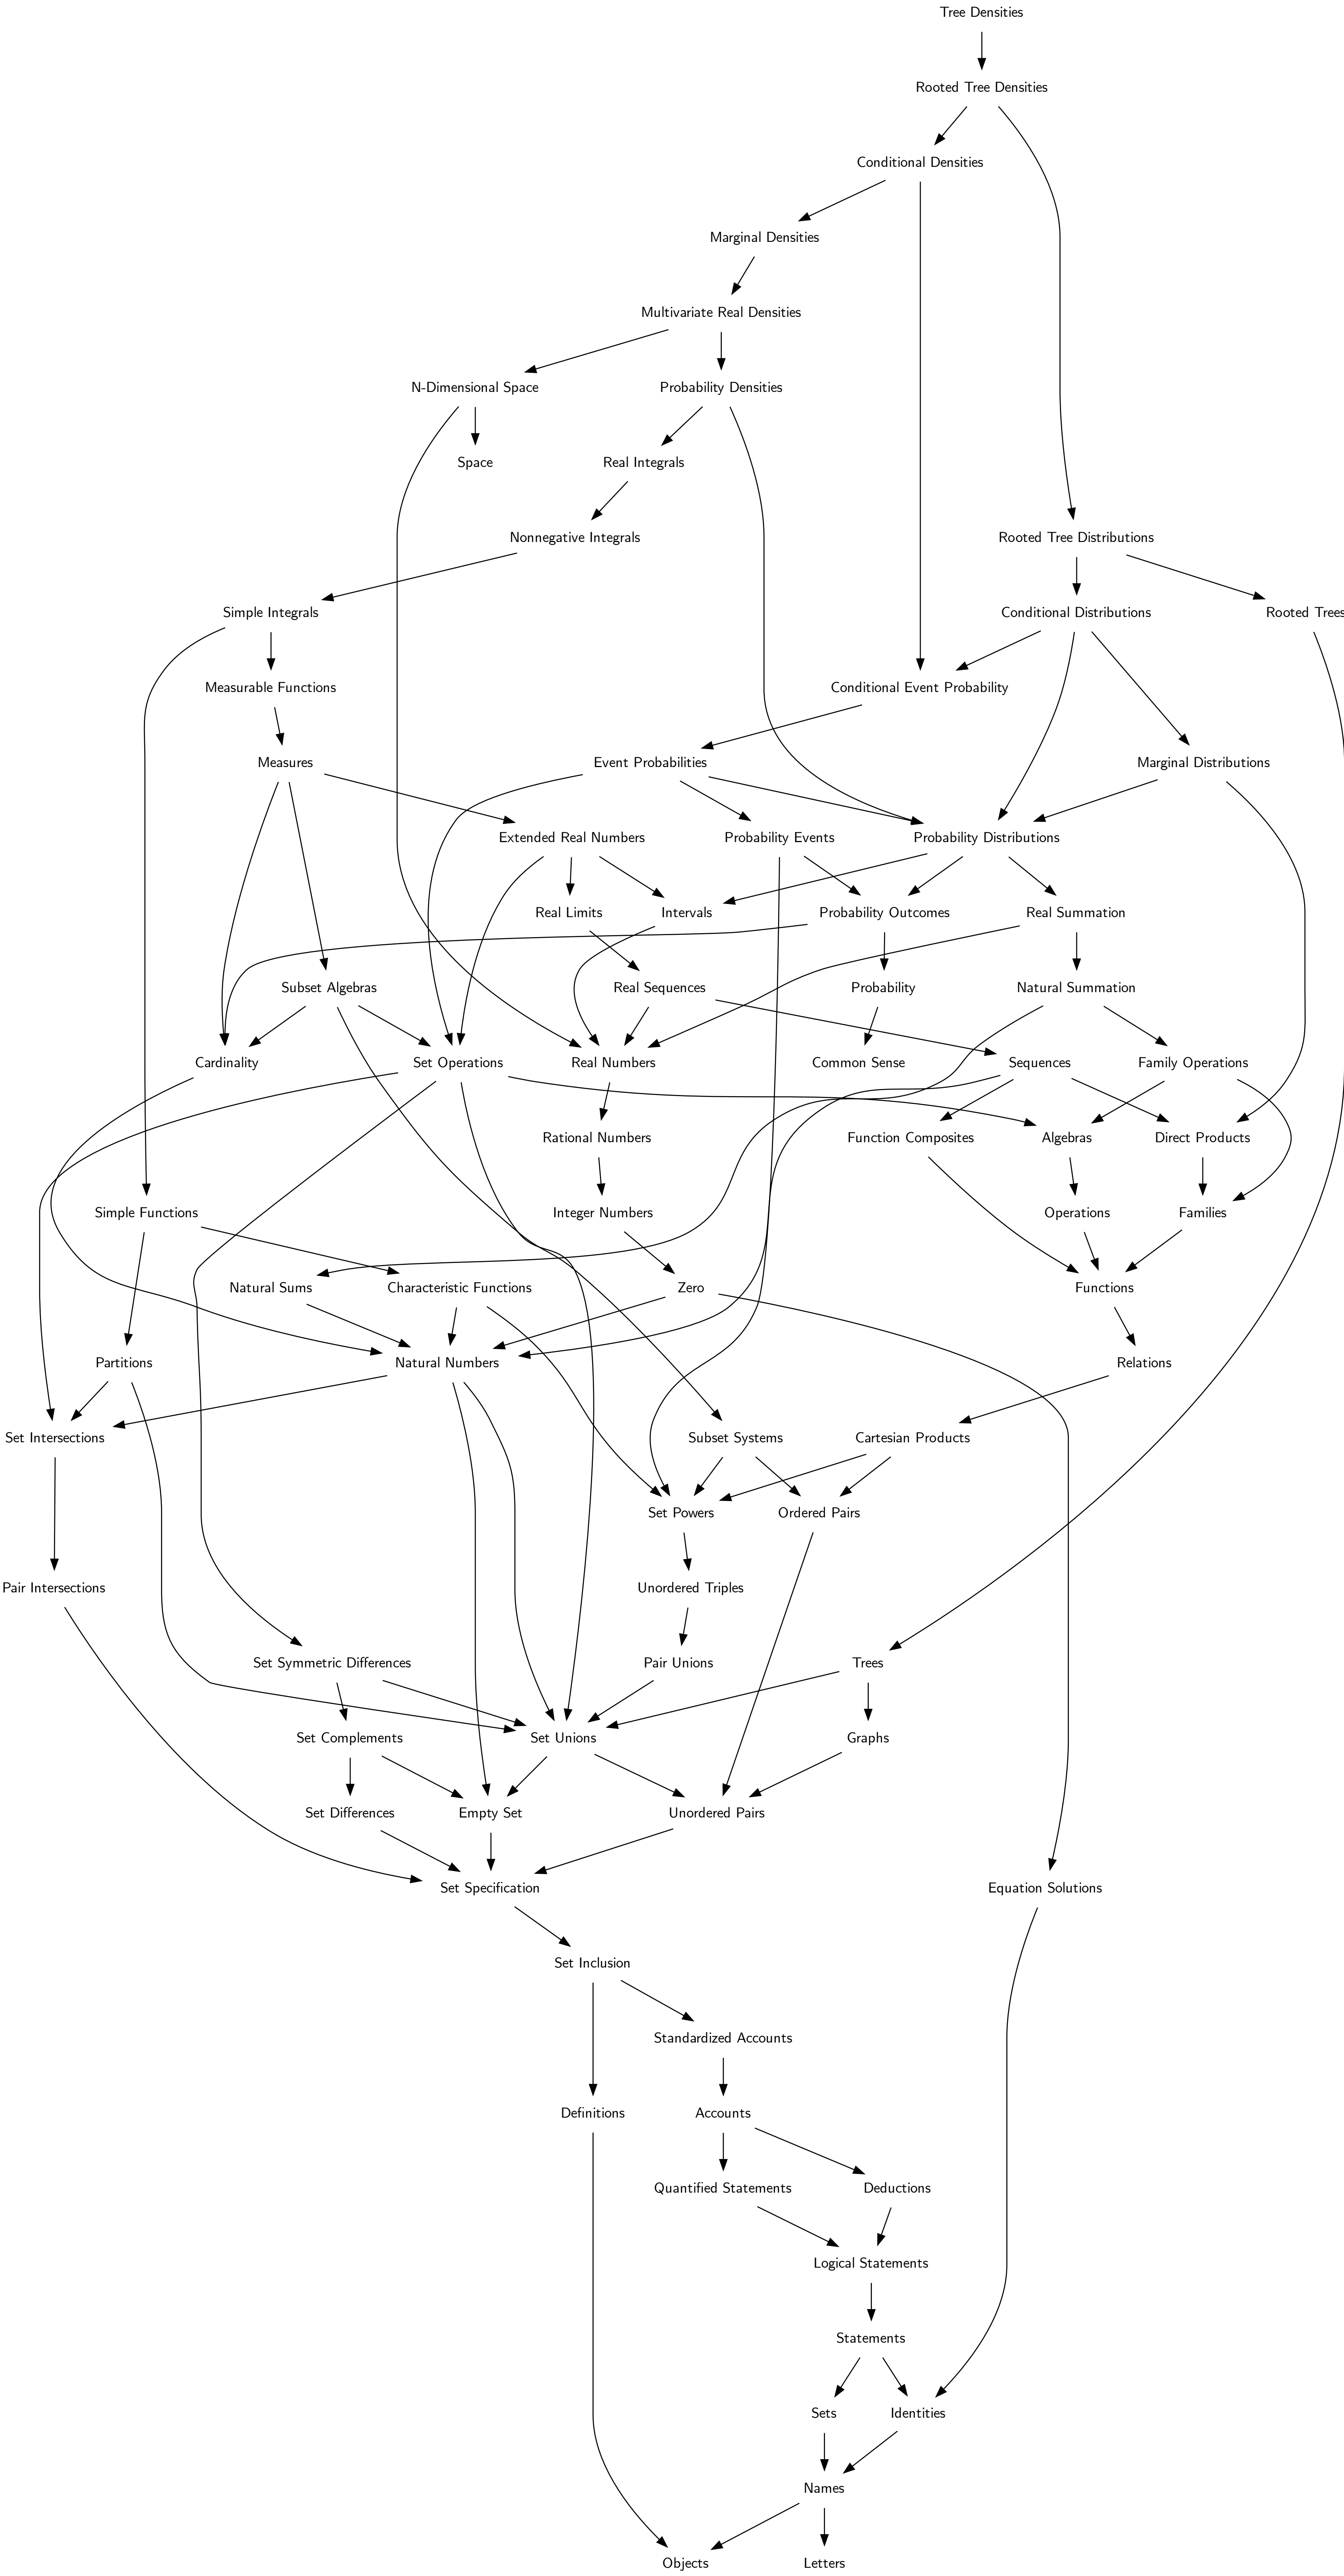 Tree Densities
Rooted Tree Densities
Conditional Densities
Marginal Densities
Multivariate Real Densities
N-Dimensional Space
Probability Densities
Space
Real Integrals
Nonnegative Integrals
Rooted Tree Distributions
Simple Integrals
Conditional Distributions
Rooted Trees
Measurable Functions
Conditional Event Probability
Measures
Event Probabilities
Marginal Distributions
Extended Real Numbers
Probability Events
Probability Distributions
Real Limits
Intervals
Probability Outcomes
Real Summation
Subset Algebras
Real Sequences
Probability
Natural Summation
Cardinality
Set Operations
Real Numbers
Common Sense
Sequences
Family Operations
Rational Numbers
Function Composites
Algebras
Direct Products
Simple Functions
Integer Numbers
Operations
Families
Natural Sums
Characteristic Functions
Zero
Functions
Partitions
Natural Numbers
Relations
Set Intersections
Subset Systems
Cartesian Products
Set Powers
Ordered Pairs
Pair Intersections
Unordered Triples
Set Symmetric Differences
Pair Unions
Trees
Set Complements
Set Unions
Graphs
Set Differences
Empty Set
Unordered Pairs
Set Specification
Equation Solutions
Set Inclusion
Standardized Accounts
Definitions
Accounts
Quantified Statements
Deductions
Logical Statements
Statements
Sets
Identities
Names
Objects
Letters